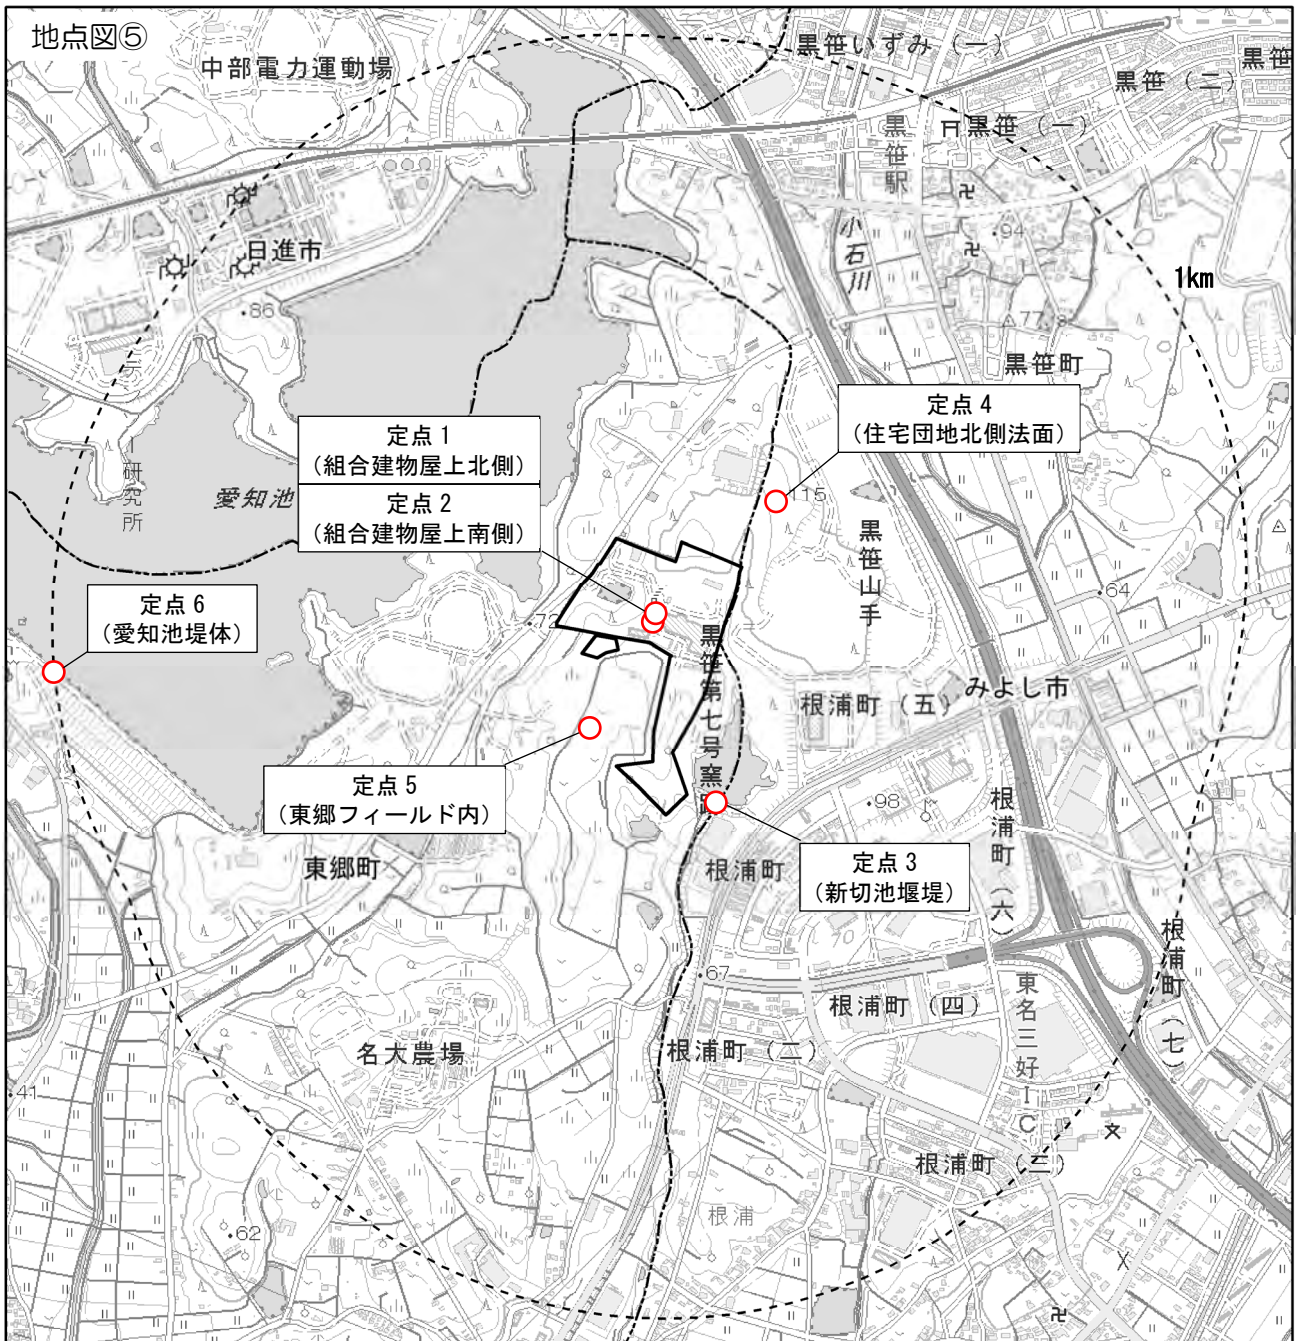 地点図⑤
中部電力運動場
黒笹いずみ（一）
黒笹
黒笹（二）
黒笹（一）
黒笹駅
94
小石川
1km
日進市
86
77.8
黒笹町
定点４
（住宅団地北側法面）
定点１
（組合建物屋上北側）
研究所
愛知池
定点２
（組合建物屋上南側）
115
黒笹山手
定点６
（愛知池堤体）
72
64
黒笹第七号窯跡
みよし市
根浦町（五）
定点５
（東郷フィールド内）
98
根浦町（六）
東郷町
根浦町
定点３
（新切池堰堤）
根浦町（七）
67
根浦町（四）
東名三好ＩＣ
名大農場
根浦町（二）
41
根浦町（三）
根浦
62